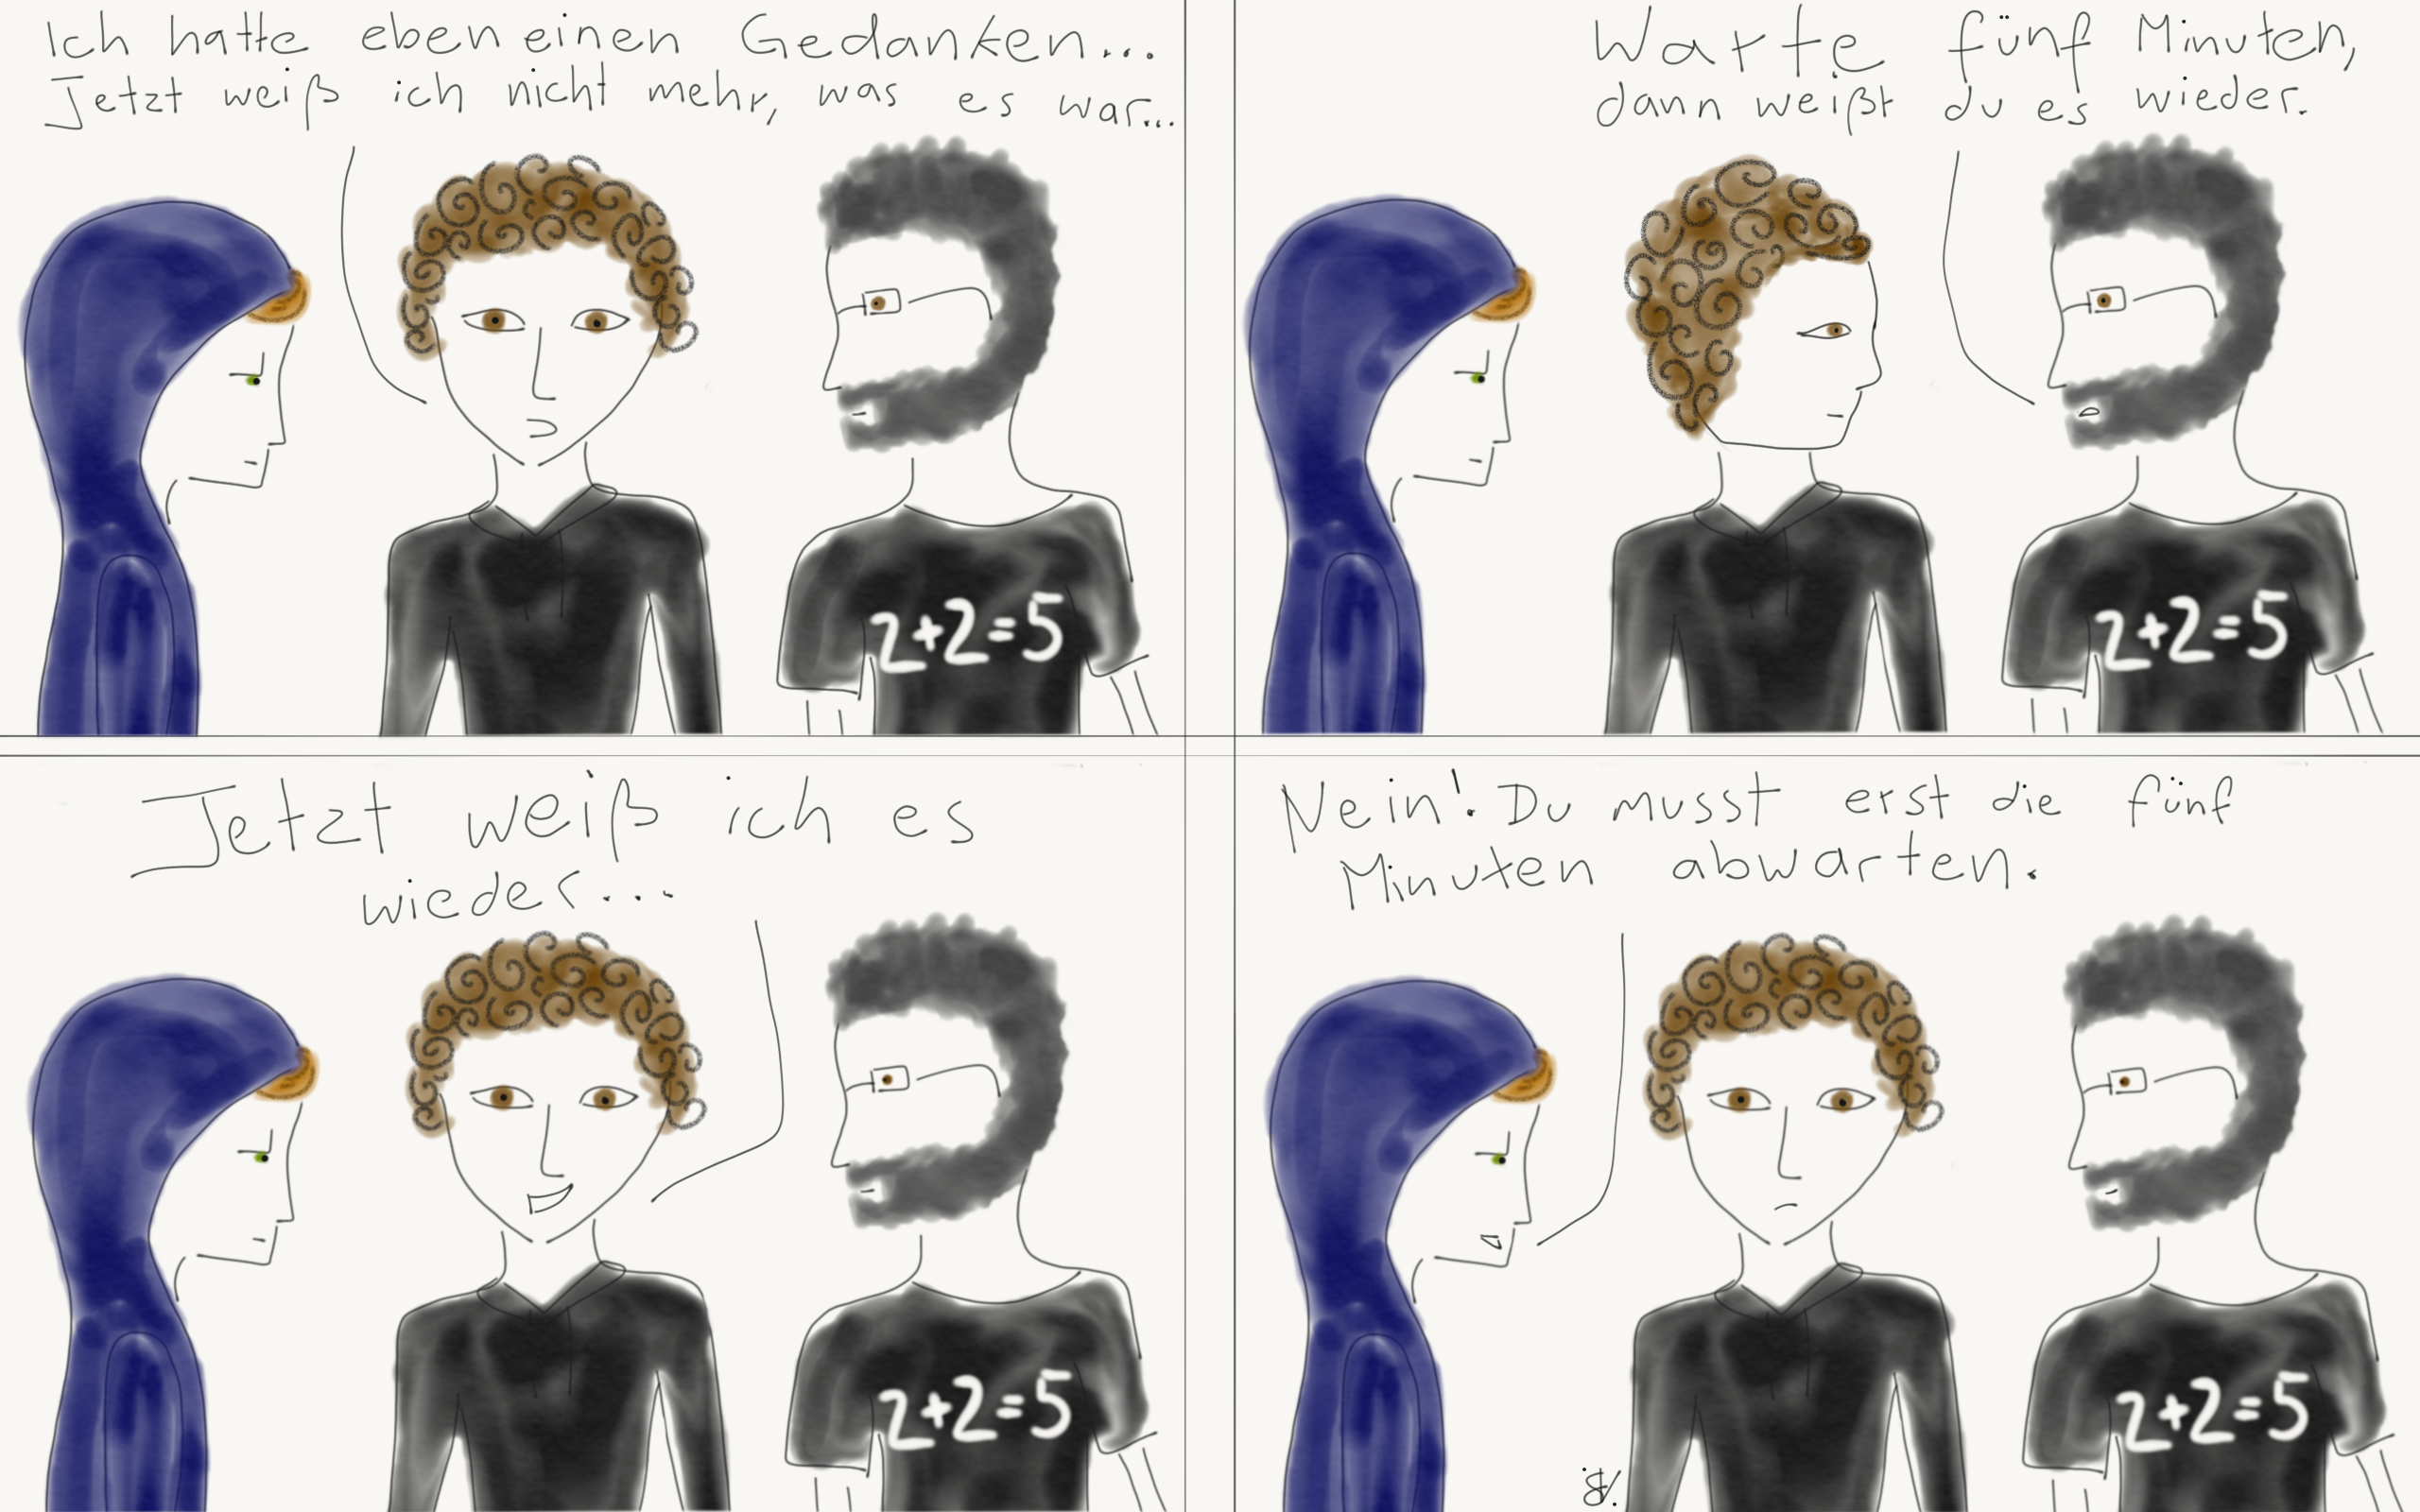 Ich hatte eben einen Gedanken...
Jetzt weiß ich nicht mehr, was es war...
2+2=5
Warte fünf Minuten,
dann weißt du es wieder.
2+2=5
Jetzt weiß ich es
wieder...
2+2=5
Nein! Du musst erst die fünf
Minuten abwarten.
2+2=5